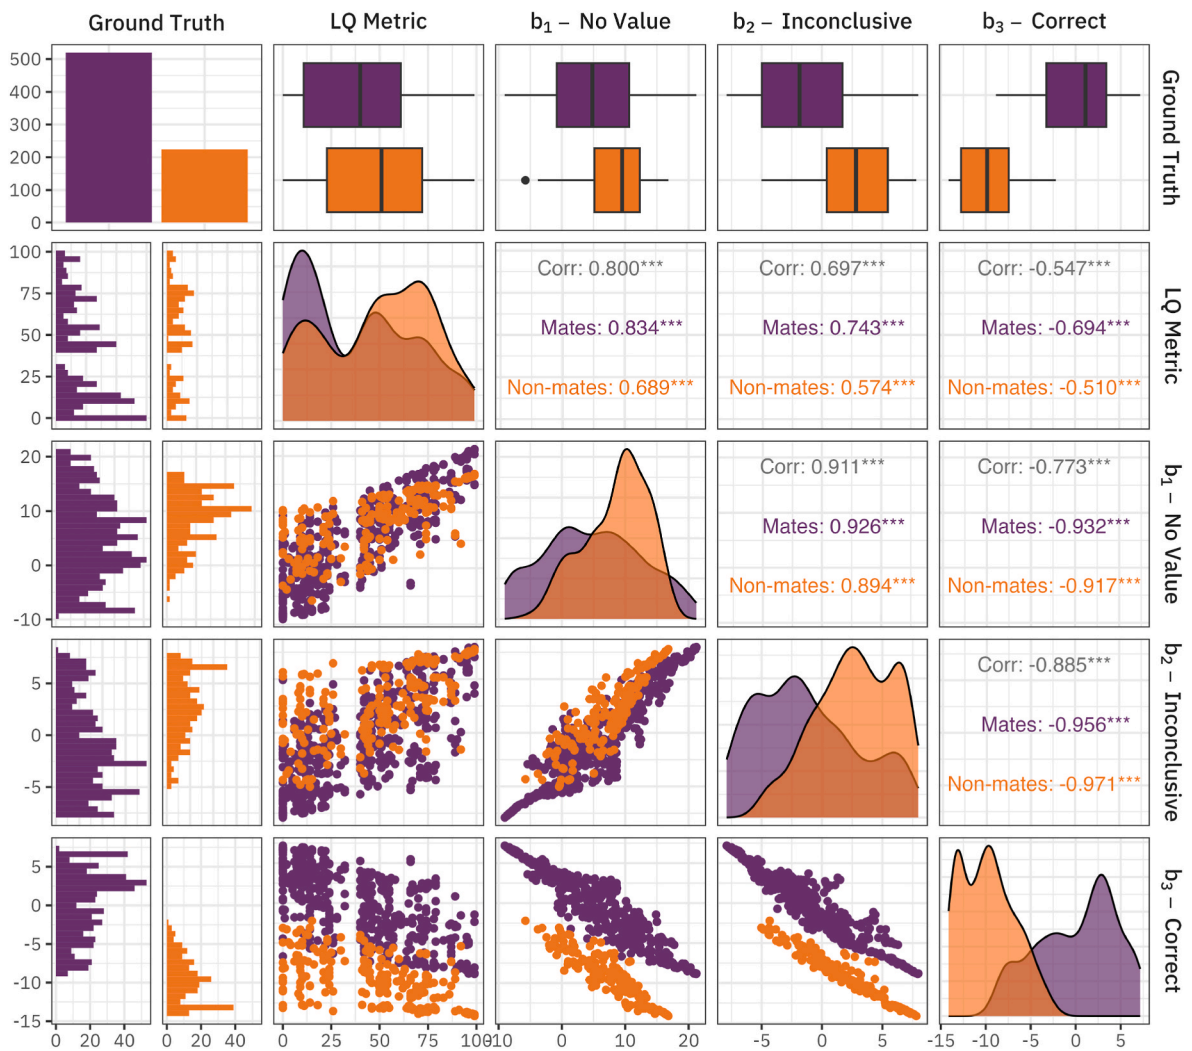 Ground Truth LQ Metric b₁ – No Value b₂ – Inconclusive b₃ – Correct
500
400
300
200
100
0
Ground Truth
100
75
50
25
0
Corr: 0.800*** Corr: 0.697*** Corr: -0.547***
Mates: 0.834*** Mates: 0.743*** Mates: -0.694***
Non-mates: 0.689*** Non-mates: 0.574*** Non-mates: -0.510***
LQ Metric
20
10
0
-10
Corr: 0.911*** Corr: -0.773***
Mates: 0.926*** Mates: -0.932***
Non-mates: 0.894*** Non-mates: -0.917***
b₁ – No Value
5
0
-5
Corr: -0.885***
Mates: -0.956***
Non-mates: -0.971***
b₂ – Inconclusive
5
0
-5
-10
-15
b₃ – Correct
0 20 40 0 20 40 0 25 50 75 100 -10 0 10 20 -5 0 5 -15 -10 -5 0 5